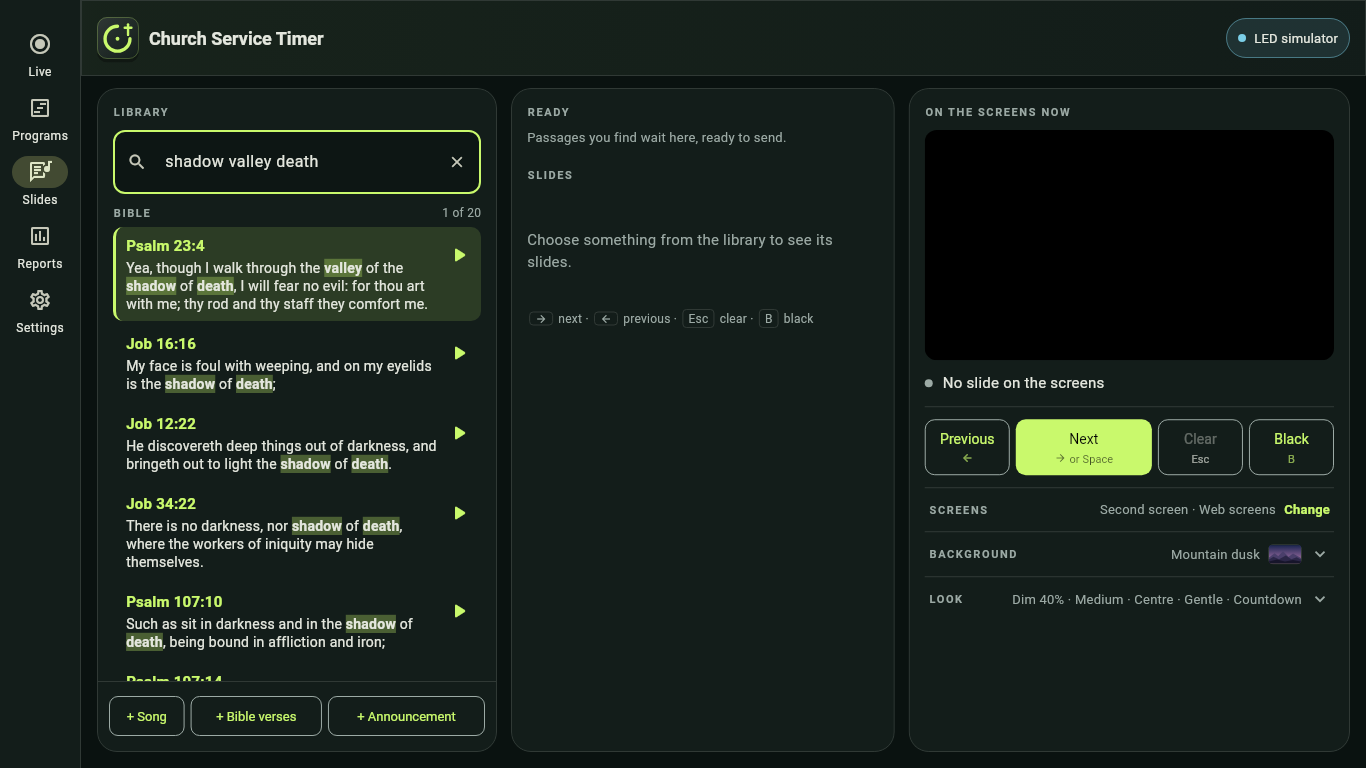 Live
Programs
Slides
Reports
Settings
Church Service Timer
LED simulator
LIBRARY
shadow valley death
BIBLE
1 of 20
Psalm 23:4
Yea, though I walk through the valley of the
shadow of death, I will fear no evil: for thou art
with me; thy rod and thy staff they comfort me.
Job 16:16
My face is foul with weeping, and on my eyelids
is the shadow of death;
Job 12:22
He discovereth deep things out of darkness, and
bringeth out to light the shadow of death.
Job 34:22
There is no darkness, nor shadow of death,
where the workers of iniquity may hide
themselves.
Psalm 107:10
Such as sit in darkness and in the shadow of
death, being bound in affliction and iron;
Psalm 107:14
+ Song
+ Bible verses
+ Announcement
READY
Passages you find wait here, ready to send.
SLIDES
Choose something from the library to see its
slides.
→ next · ← previous · Esc clear · B black
ON THE SCREENS NOW
No slide on the screens
Previous
←
Next
→ or Space
Clear
Esc
Black
B
SCREENS
Second screen · Web screens Change
BACKGROUND
Mountain dusk
LOOK
Dim 40% · Medium · Centre · Gentle · Countdown